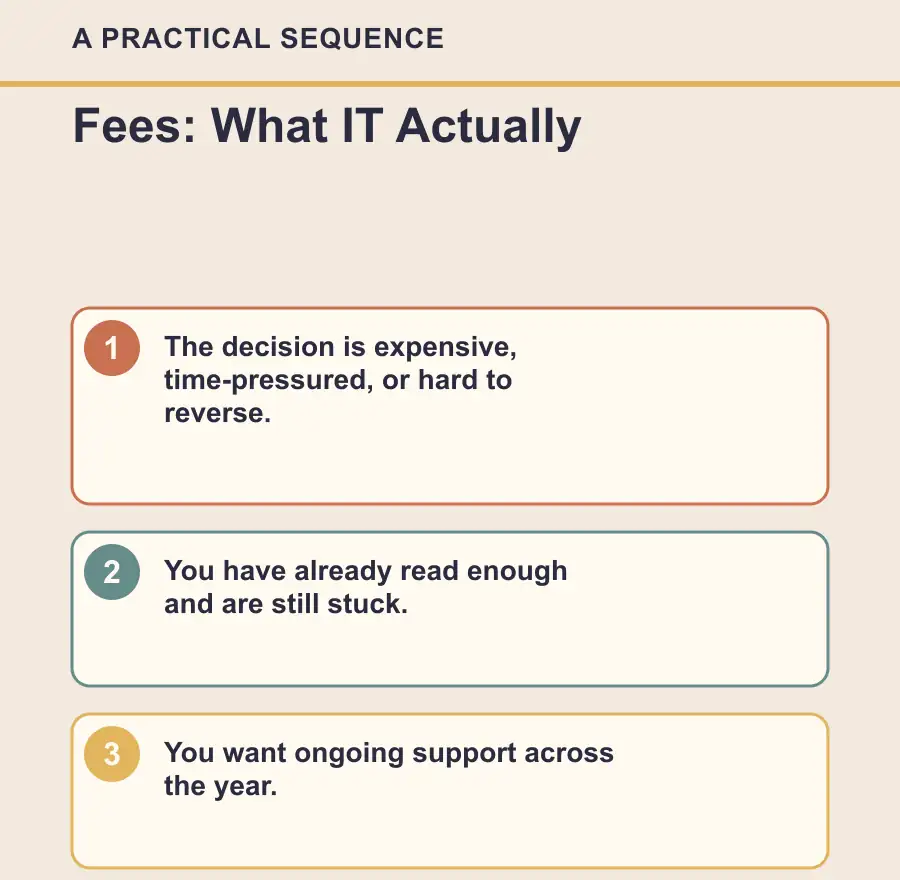 A PRACTICAL SEQUENCE
Fees: What IT Actually
1
The decision is expensive,
time-pressured, or hard to
reverse.
2
You have already read enough
and are still stuck.
3
You want ongoing support across
the year.